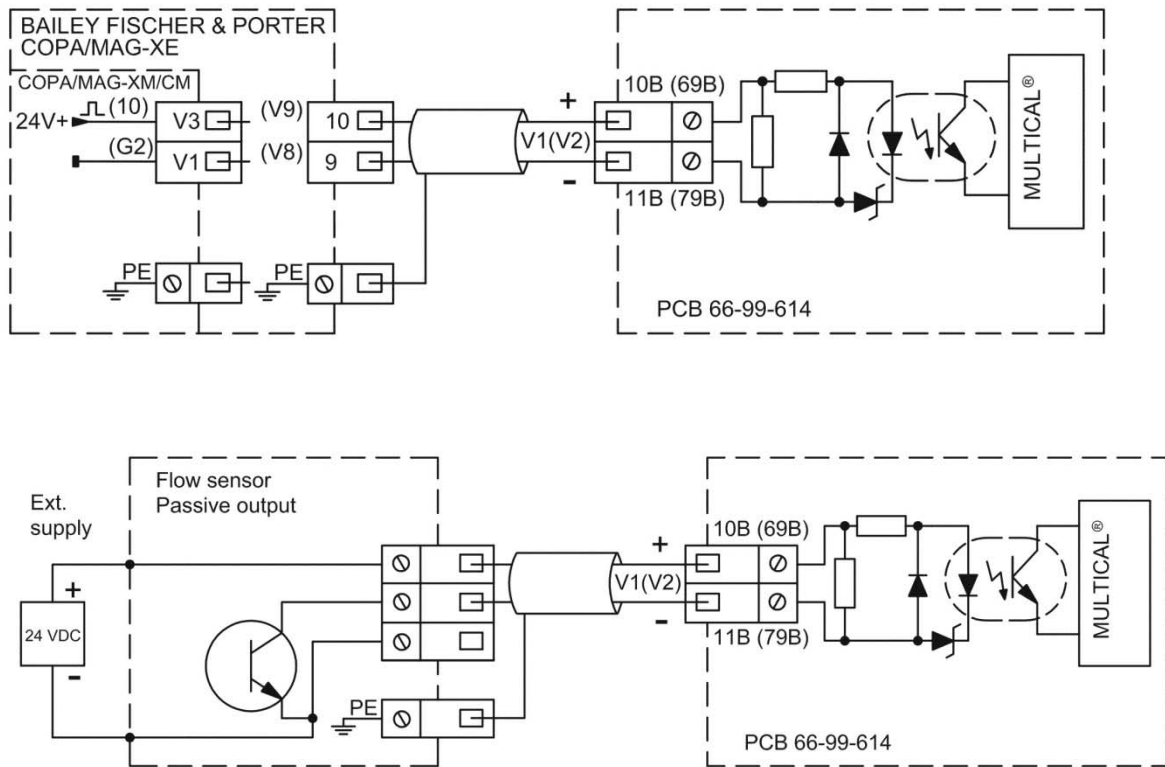 BAILEY FISCHER & PORTER
COPA/MAG-XE
COPA/MAG-XM/CM
24V+
(10)
V3
(V9)
10
(G2)
V1
(V8)
9
PE
PE
+
V1(V2)
-
10B (69B)
11B (79B)
MULTICAL®
PCB 66-99-614
Ext.
supply
Flow sensor
Passive output
+
24 VDC
-
PE
+
V1(V2)
-
10B (69B)
11B (79B)
MULTICAL®
PCB 66-99-614